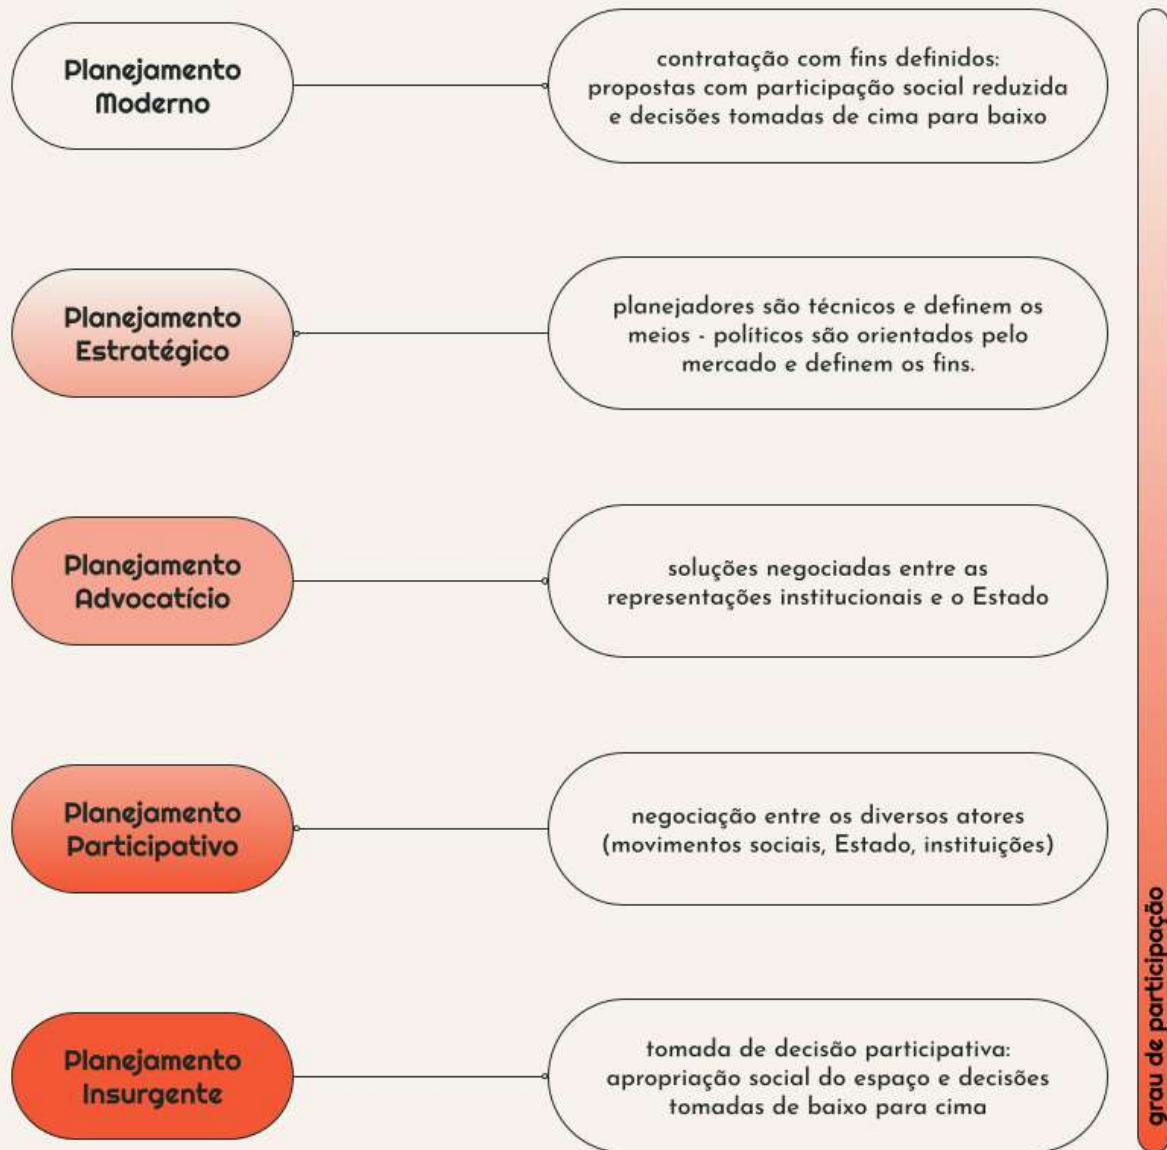 Planejamento
Moderno
contratação com fins definidos:
propostas com participação social reduzida
e decisões tomadas de cima para baixo
Planejamento
Estratégico
planejadores são técnicos e definem os
meios - políticos são orientados pelo
mercado e definem os fins.
Planejamento
Advocatício
soluções negociadas entre as
representações institucionais e o Estado
Planejamento
Participativo
negociação entre os diversos atores
(movimentos sociais, Estado, instituições)
Planejamento
Insurgente
tomada de decisão participativa:
apropriação social do espaço e decisões
tomadas de baixo para cima
grau de participação